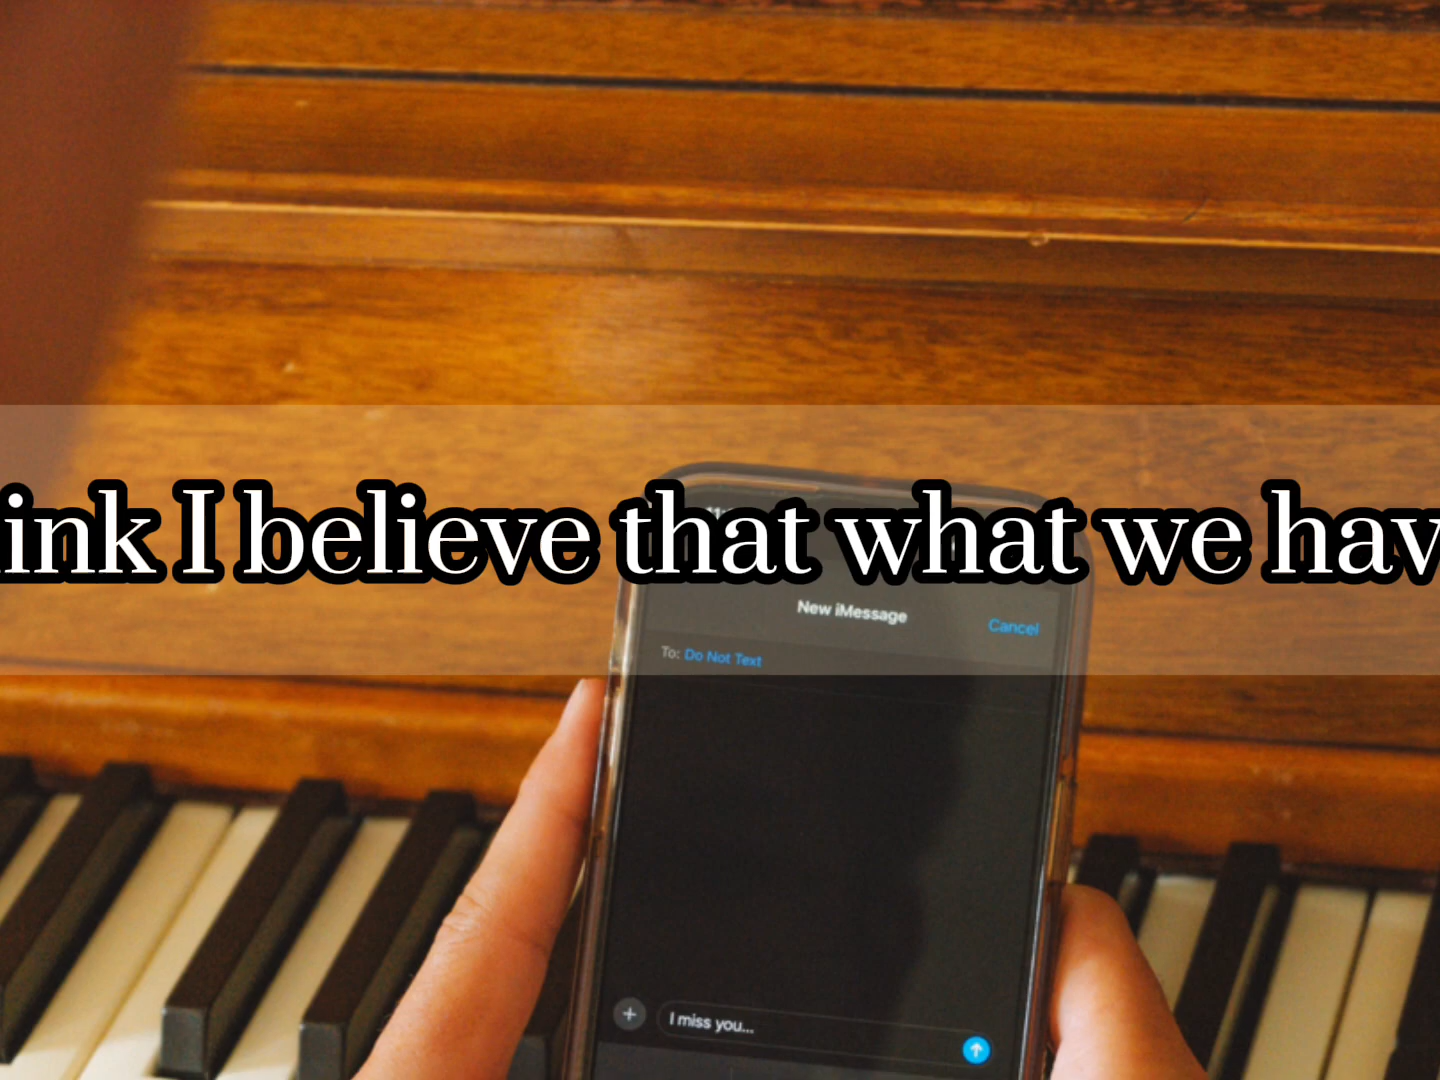 ink I believe that what we hav
New iMessage
Cancel
To: Do Not Text
I miss you...